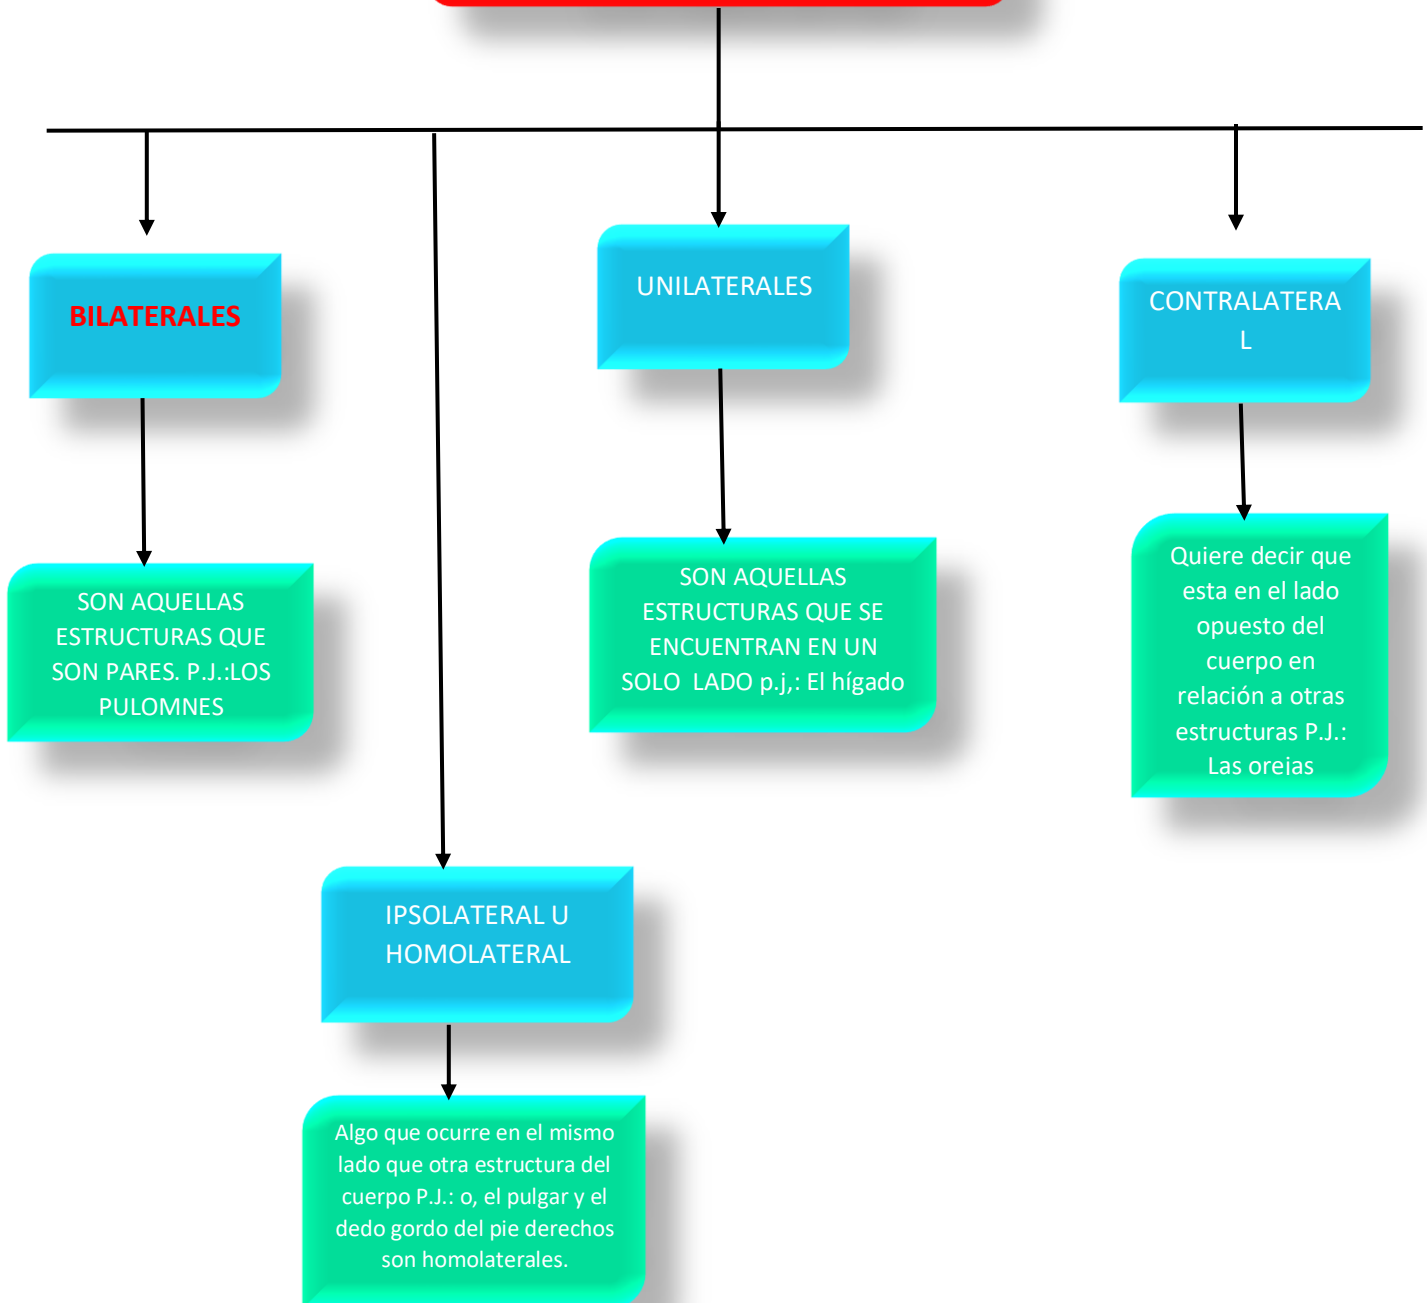 BILATERALES
SON AQUELLAS
ESTRUCTURAS QUE
SON PARES. P.J.:LOS
PULOMNES
UNILATERALES
SON AQUELLAS
ESTRUCTURAS QUE SE
ENCUENTRAN EN UN
SOLO LADO p.j,: El hígado
CONTRALATERA
L
Quiere decir que
esta en el lado
opuesto del
cuerpo en
relación a otras
estructuras P.J.:
Las orejas
IPSOLATERAL U
HOMOLATERAL
Algo que ocurre en el mismo
lado que otra estructura del
cuerpo P.J.: o, el pulgar y el
dedo gordo del pie derechos
son homolaterales.